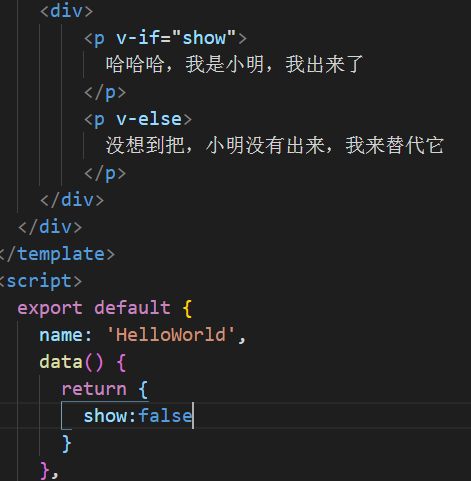 <div>
<p v-if="show">
哈哈哈，我是小明，我出来了
</p>
<p v-else>
没想到把，小明没有出来，我来替代它
</p>
</div>
</div>
</template>
<script>
export default {
name: 'HelloWorld',
data() {
return {
show:false
}
},